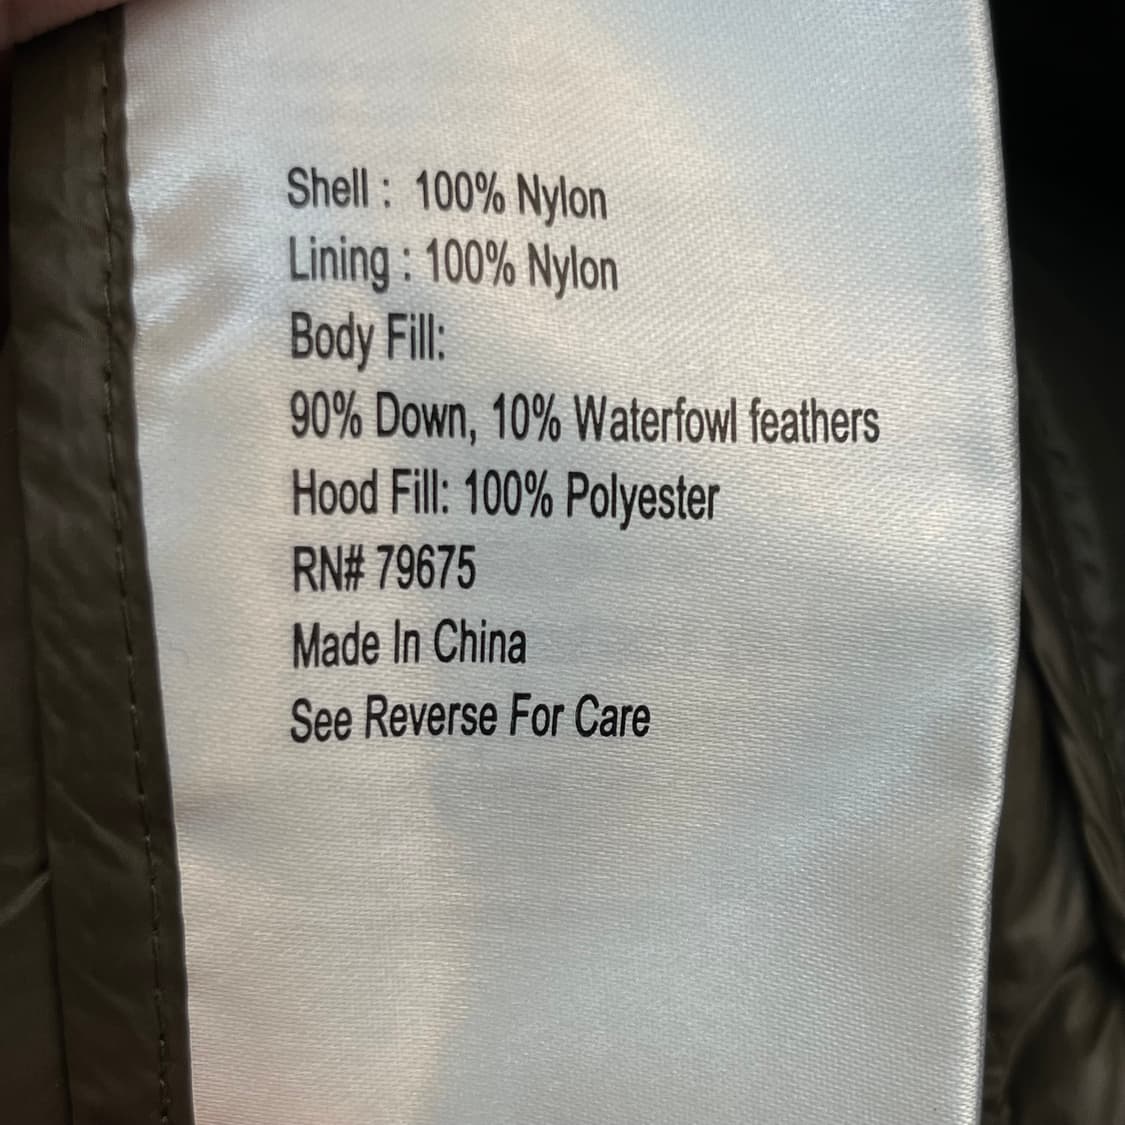 Shell : 100% Nylon
Lining : 100% Nylon
Body Fill:
90% Down, 10% Waterfowl feathers
Hood Fill: 100% Polyester
RN# 79675
Made In China
See Reverse For Care